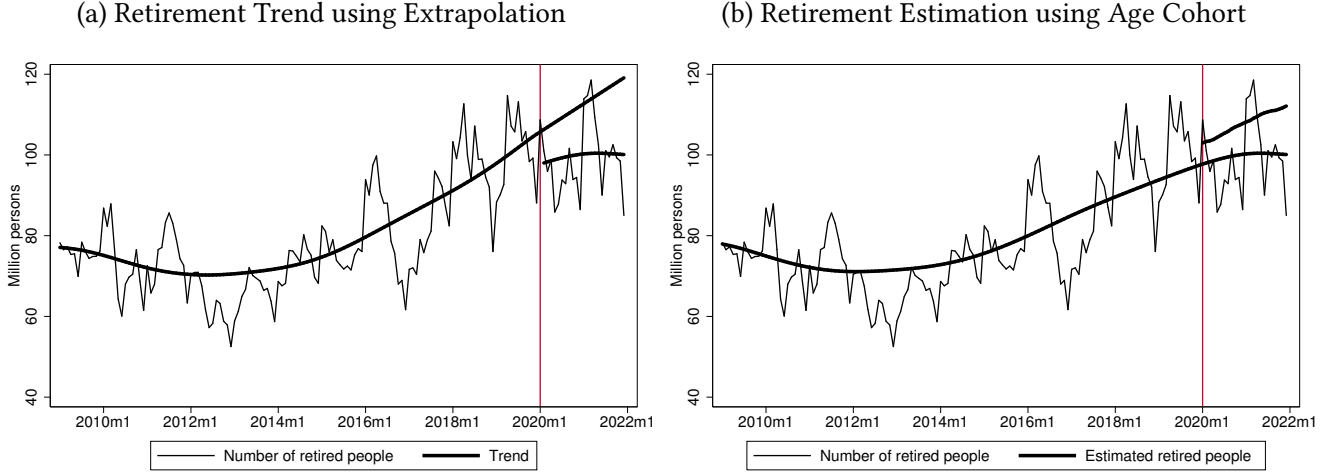 (a) Retirement Trend using Extrapolation
120
100
80
60
40
Million persons
2010m1 2012m1 2014m1 2016m1 2018m1 2020m1 2022m1
Number of retired people Trend
(b) Retirement Estimation using Age Cohort
120
100
80
60
40
Million persons
2010m1 2012m1 2014m1 2016m1 2018m1 2020m1 2022m1
Number of retired people Estimated retired people